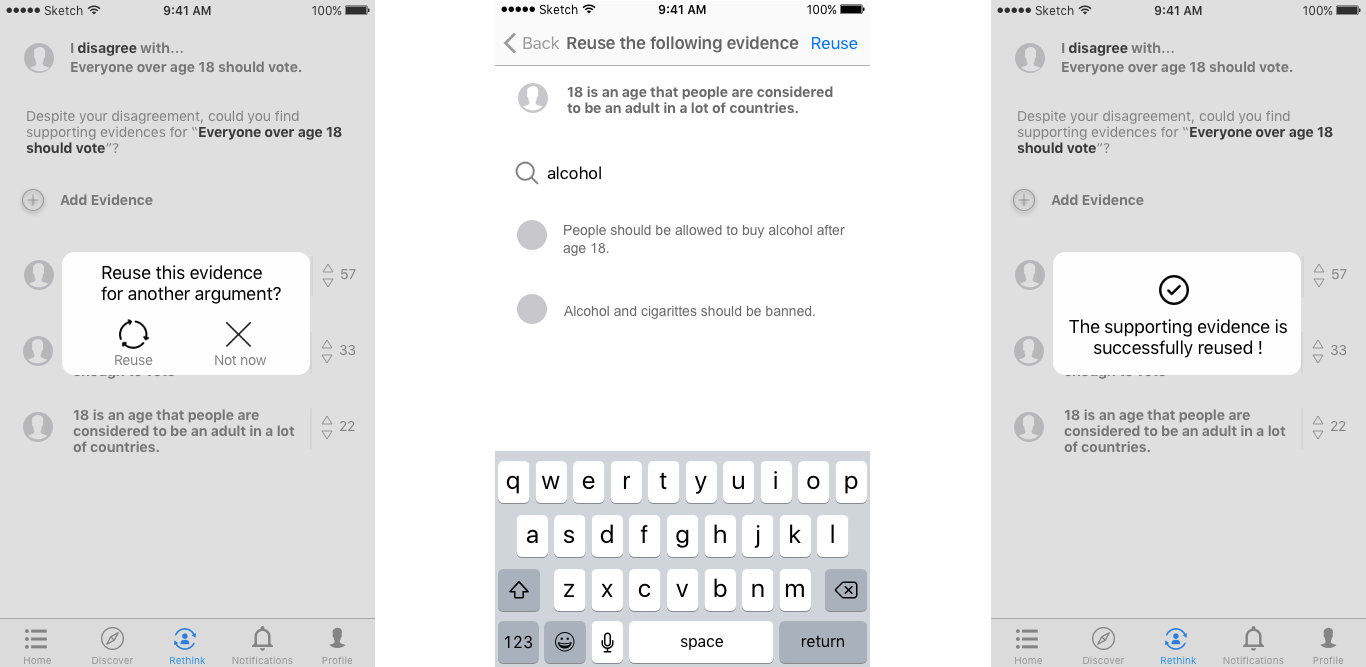 Sketch 9:41 AM 100%
I disagree with...
Everyone over age 18 should vote.
Despite your disagreement, could you find
supporting evidences for “Everyone over age 18
should vote”?
Add Evidence
Reuse this evidence
for another argument?
Reuse Not now
57
33
18 is an age that people are
considered to be an adult in a lot
of countries.
22
Home Discover Rethink Notifications Profile
Sketch 9:41 AM 100%
Back Reuse the following evidence Reuse
18 is an age that people are considered
to be an adult in a lot of countries.
alcohol
People should be allowed to buy alcohol after
age 18.
Alcohol and cigarittes should be banned.
q w e r t y u i o p
a s d f g h j k l
z x c v b n m
123 space return
Sketch 9:41 AM 100%
I disagree with...
Everyone over age 18 should vote.
Despite your disagreement, could you find
supporting evidences for “Everyone over age 18
should vote”?
Add Evidence
The supporting evidence is
successfully reused !
57
33
18 is an age that people are
considered to be an adult in a lot
of countries.
22
Home Discover Rethink Notifications Profile